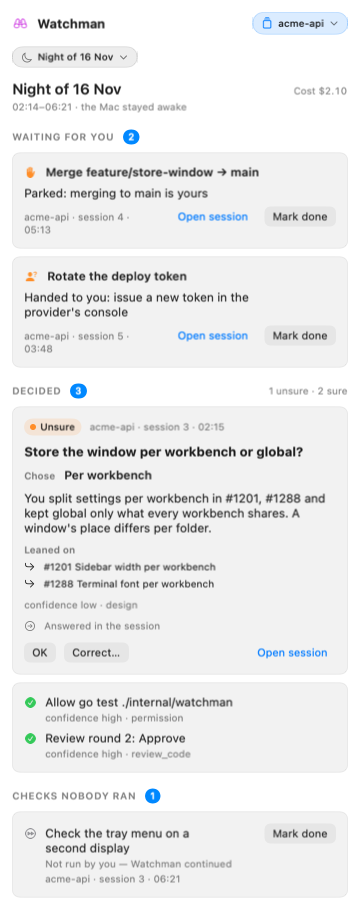 Watchman
acme-api
Night of 16 Nov
Night of 16 Nov
Cost $2.10
02:14–06:21 · the Mac stayed awake
WAITING FOR YOU 2
Merge feature/store-window → main
Parked: merging to main is yours
acme-api · session 4 ·
05:13
Open session
Mark done
Rotate the deploy token
Handed to you: issue a new token in the
provider's console
acme-api · session 5 ·
03:48
Open session
Mark done
DECIDED 3
1 unsure · 2 sure
Unsure
acme-api · session 3 · 02:15
Store the window per workbench or global?
Chose Per workbench
You split settings per workbench in #1201, #1288 and
kept global only what every workbench shares. A
window's place differs per folder.
Leaned on
#1201 Sidebar width per workbench
#1288 Terminal font per workbench
confidence low · design
Answered in the session
OK
Correct...
Open session
Allow go test ./internal/watchman
confidence high · permission
Review round 2: Approve
confidence high · review_code
CHECKS NOBODY RAN 1
Check the tray menu on a
second display
Mark done
Not run by you — Watchman continued
acme-api · session 3 · 06:21